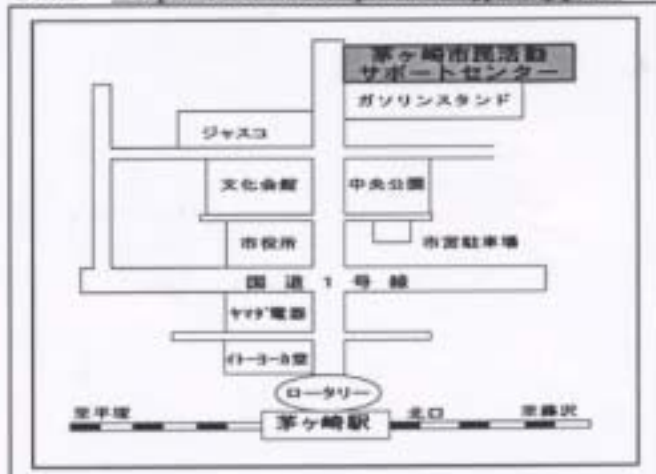 茅ヶ崎市民活動
サポートセンター
ガソリンスタンド
ジャスコ
文化会館
中央公園
市役所
市営駐車場
国道1号線
ヤマダ電器
イトーヨーカ堂
ロータリー
至平塚
茅ヶ崎駅
北口
至藤沢